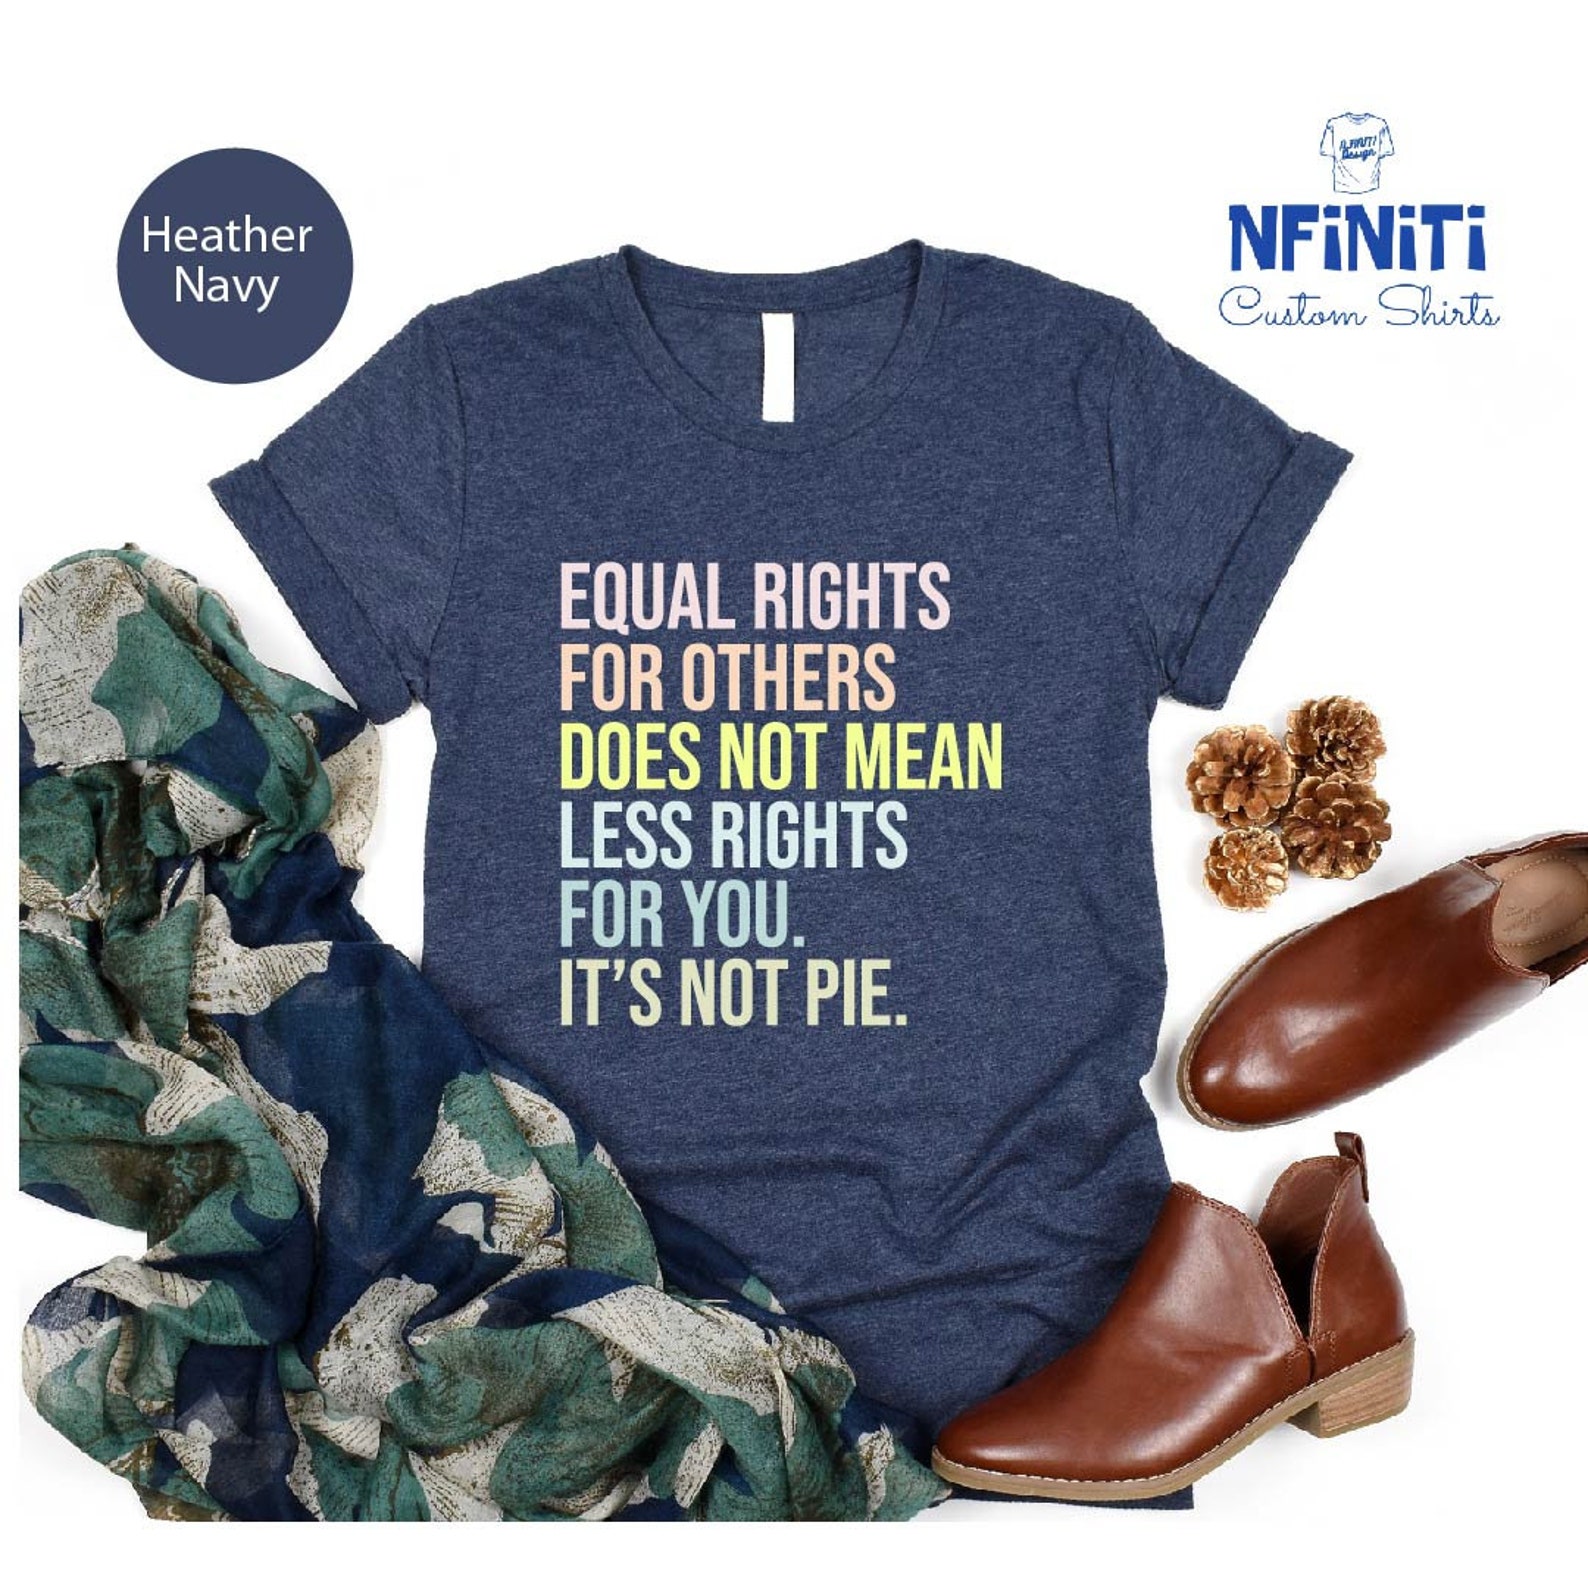 Heather
Navy
NFiNiTi
Custom Shirts
EQUAL RIGHTS
FOR OTHERS
DOES NOT MEAN
LESS RIGHTS
FOR YOU.
IT'S NOT PIE.